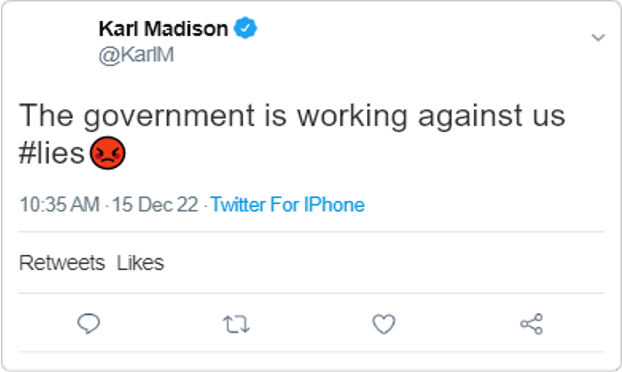 Karl Madison
@KarlM
The government is working against us
#lies😡
10:35 AM · 15 Dec 22 · Twitter For IPhone
Retweets Likes